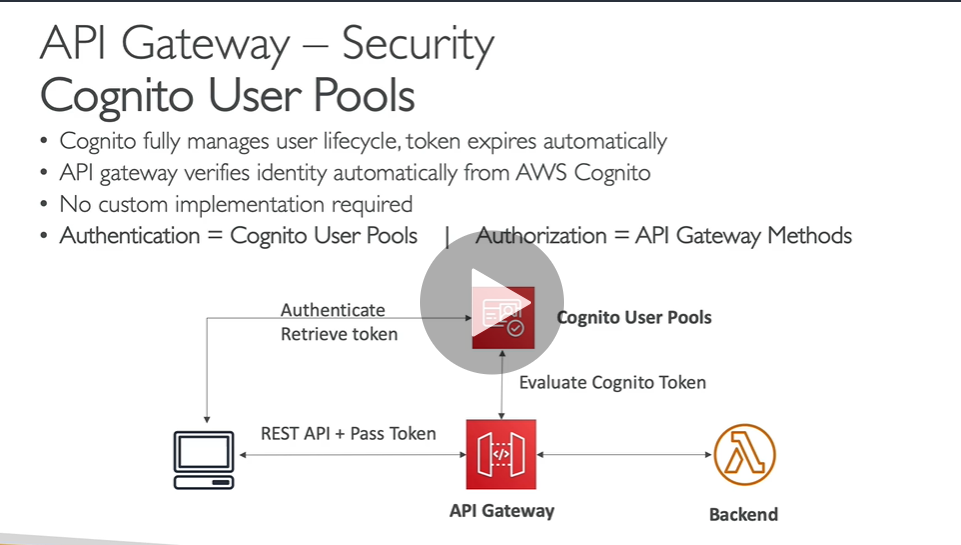 API Gateway – Security
Cognito User Pools
• Cognito fully manages user lifecycle, token expires automatically
• API gateway verifies identity automatically from AWS Cognito
• No custom implementation required
• Authentication = Cognito User Pools | Authorization = API Gateway Methods
Authenticate
Retrieve token
Cognito User Pools
Evaluate Cognito Token
REST API + Pass Token
</>
API Gateway
Backend